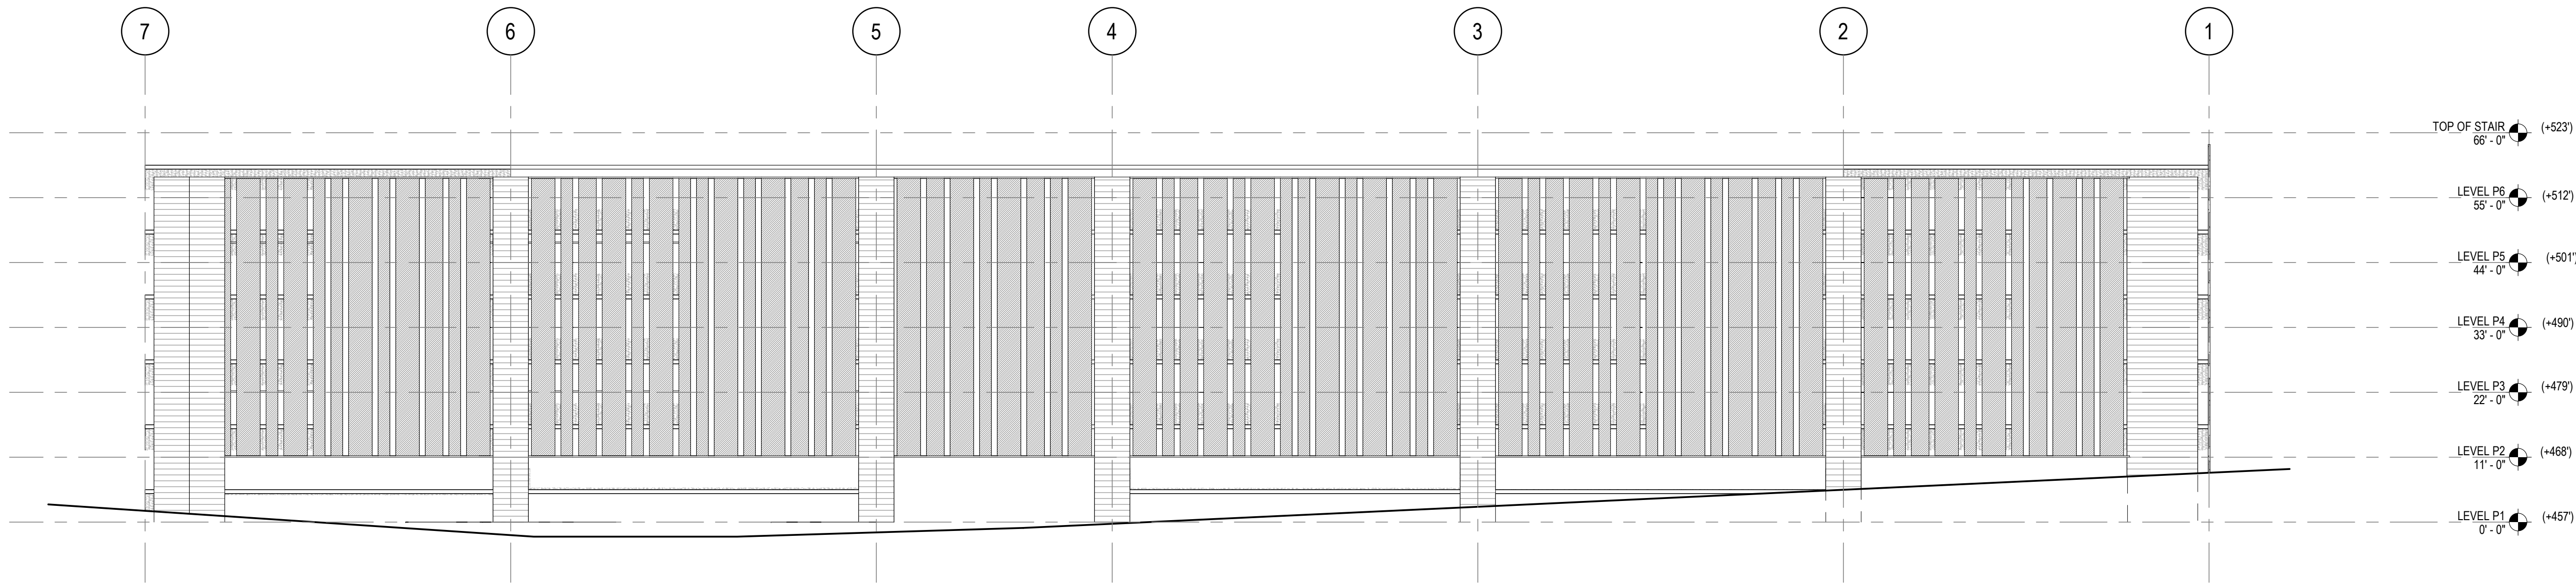 7
6
5
4
3
2
1
TOP OF STAIR (+523')
66' - 0"
LEVEL P6 (+512')
55' - 0"
LEVEL P5 (+501')
44' - 0"
LEVEL P4 (+490')
33' - 0"
LEVEL P3 (+479')
22' - 0"
LEVEL P2 (+468')
11' - 0"
LEVEL P1 (+457')
0' - 0"